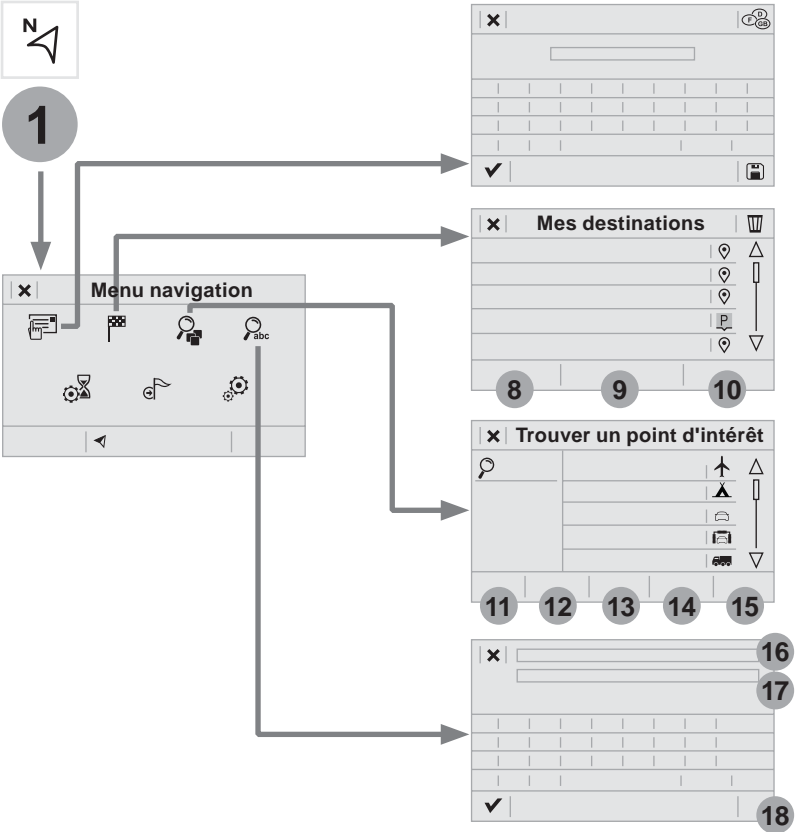 N
1
Menu navigation
abc
F D GB
Mes destinations
P
8 9 10
Trouver un point d'intérêt
11 12 13 14 15
16
17
18